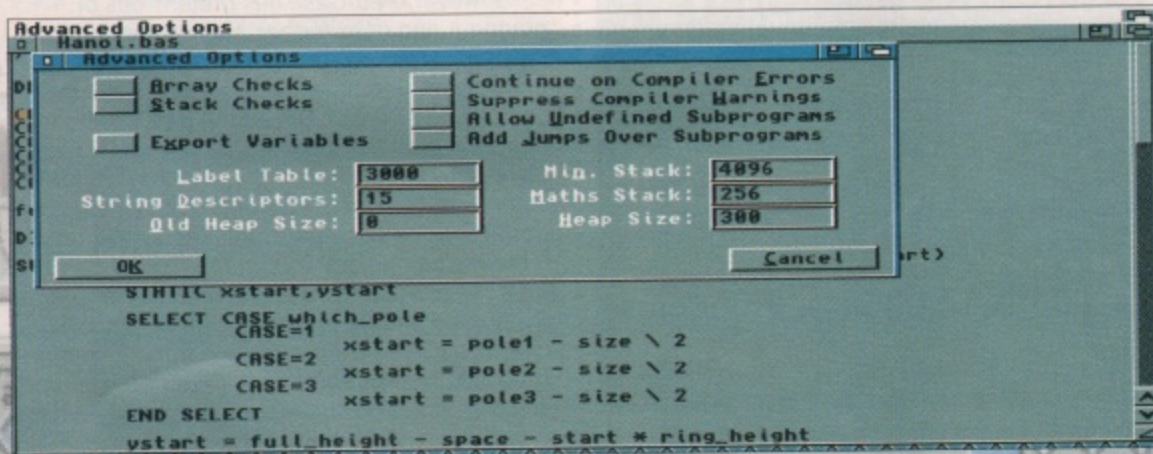 Advanced Options
Hanoi.bas
Advanced Options
Array Checks
Stack Checks
Export Variables
Continue on Compiler Errors
Suppress Compiler Warnings
Allow Undefined Subprograms
Add Jumps Over Subprograms
Label Table: 3000
String Descriptors: 15
Old Heap Size: 0
Min. Stack: 4096
Maths Stack: 256
Heap Size: 300
OK
Cancel
STATIC xstart,ystart
SELECT CASE which_pole
CASE=1
xstart = pole1 - size \ 2
CASE=2
xstart = pole2 - size \ 2
CASE=3
xstart = pole3 - size \ 2
END SELECT
ystart = full_height - space - start * ring_height